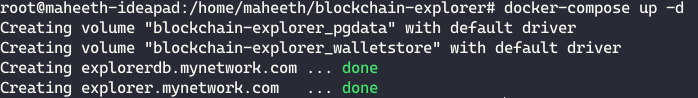 root@maheeth-ideapad:/home/maheeth/blockchain-explorer# docker-compose up -d
Creating volume "blockchain-explorer_pgdata" with default driver
Creating volume "blockchain-explorer_walletstore" with default driver
Creating explorerdb.mynetwork.com ... done
Creating explorer.mynetwork.com   ... done